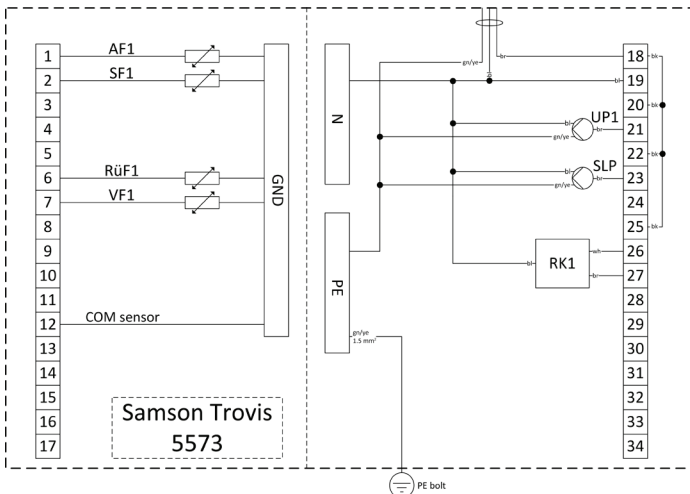 1
2
3
4
5
6
7
8
9
10
11
12
13
14
15
16
17
AF1
SF1
RüF1
VF1
COM sensor
GND
Samson Trovis
5573
N
PE
gn/ye
1.5 mm²
PE bolt
gn/ye
br
bl
bl
UP1
br
gn/ye
bl
SLP
br
gn/ye
bl
RK1
wh
br
18
19
20
21
22
23
24
25
26
27
28
29
30
31
32
33
34
bk
bk
bk
bk